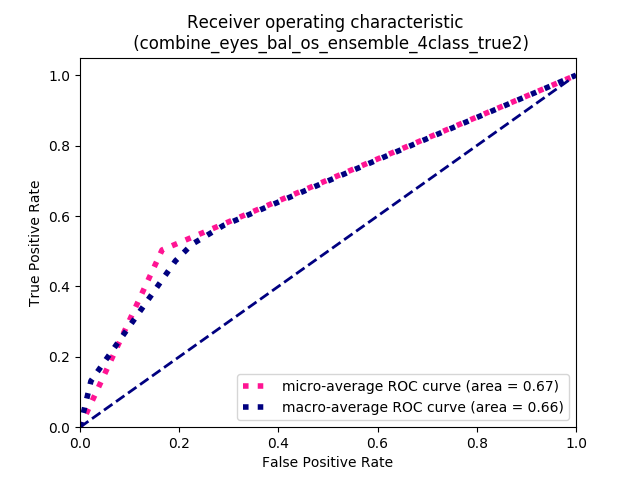 Receiver operating characteristic
(combine_eyes_bal_os_ensemble_4class_true2)
1.0
0.8
0.6
0.4
0.2
0.0
True Positive Rate
micro-average ROC curve (area = 0.67)
macro-average ROC curve (area = 0.66)
0.0 0.2 0.4 0.6 0.8 1.0
False Positive Rate